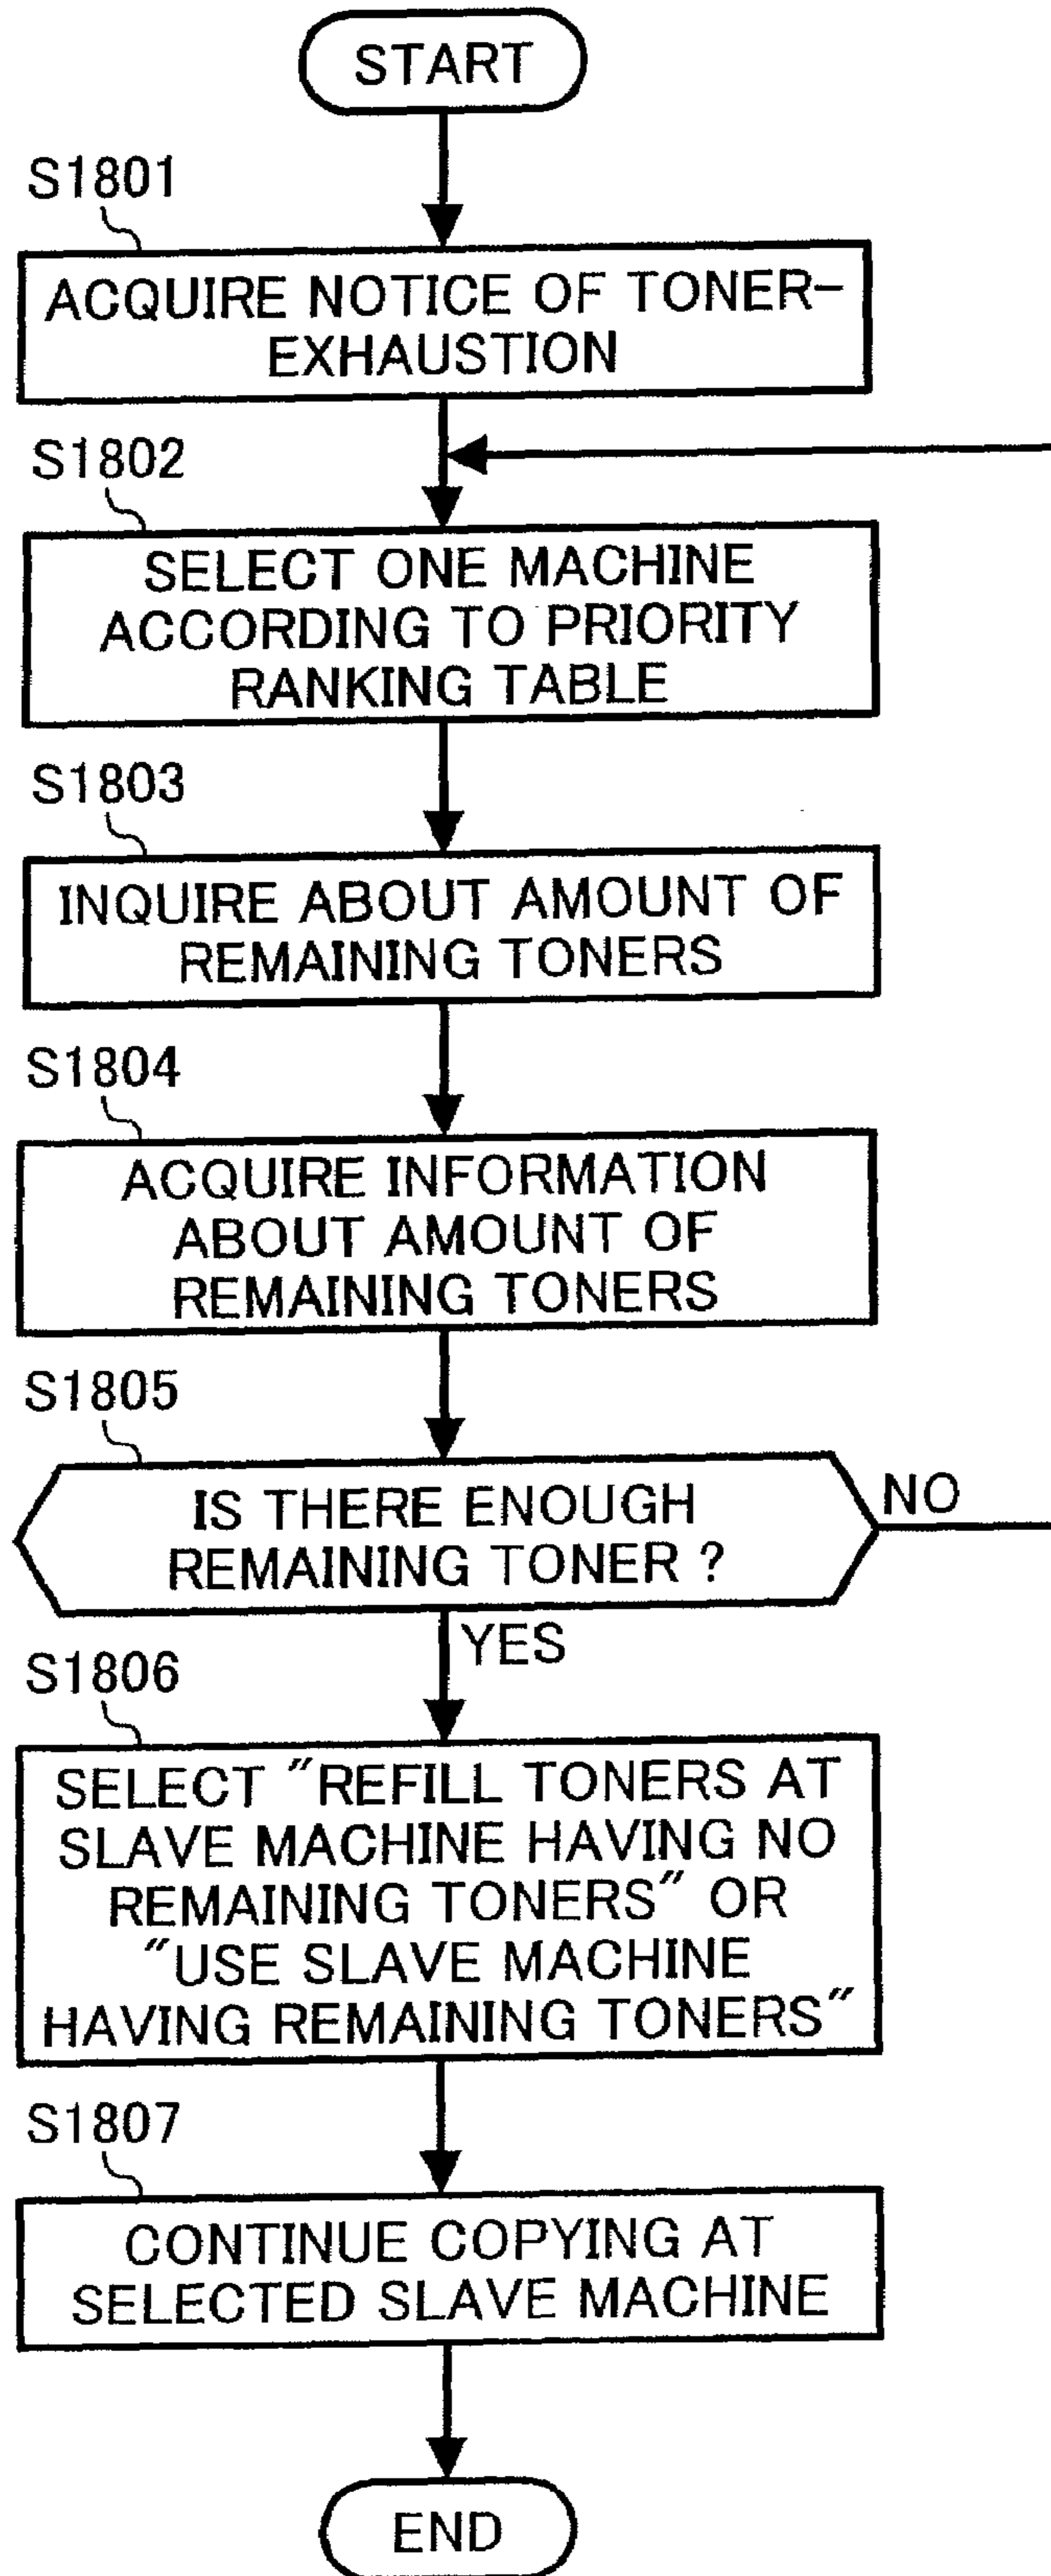 START
S1801
ACQUIRE NOTICE OF TONER-
EXHAUSTION
S1802
SELECT ONE MACHINE
ACCORDING TO PRIORITY
RANKING TABLE
S1803
INQUIRE ABOUT AMOUNT OF
REMAINING TONERS
S1804
ACQUIRE INFORMATION
ABOUT AMOUNT OF
REMAINING TONERS
S1805
IS THERE ENOUGH
REMAINING TONER ?
NO
YES
S1806
SELECT "REFILL TONERS AT
SLAVE MACHINE HAVING NO
REMAINING TONERS" OR
"USE SLAVE MACHINE
HAVING REMAINING TONERS"
S1807
CONTINUE COPYING AT
SELECTED SLAVE MACHINE
END